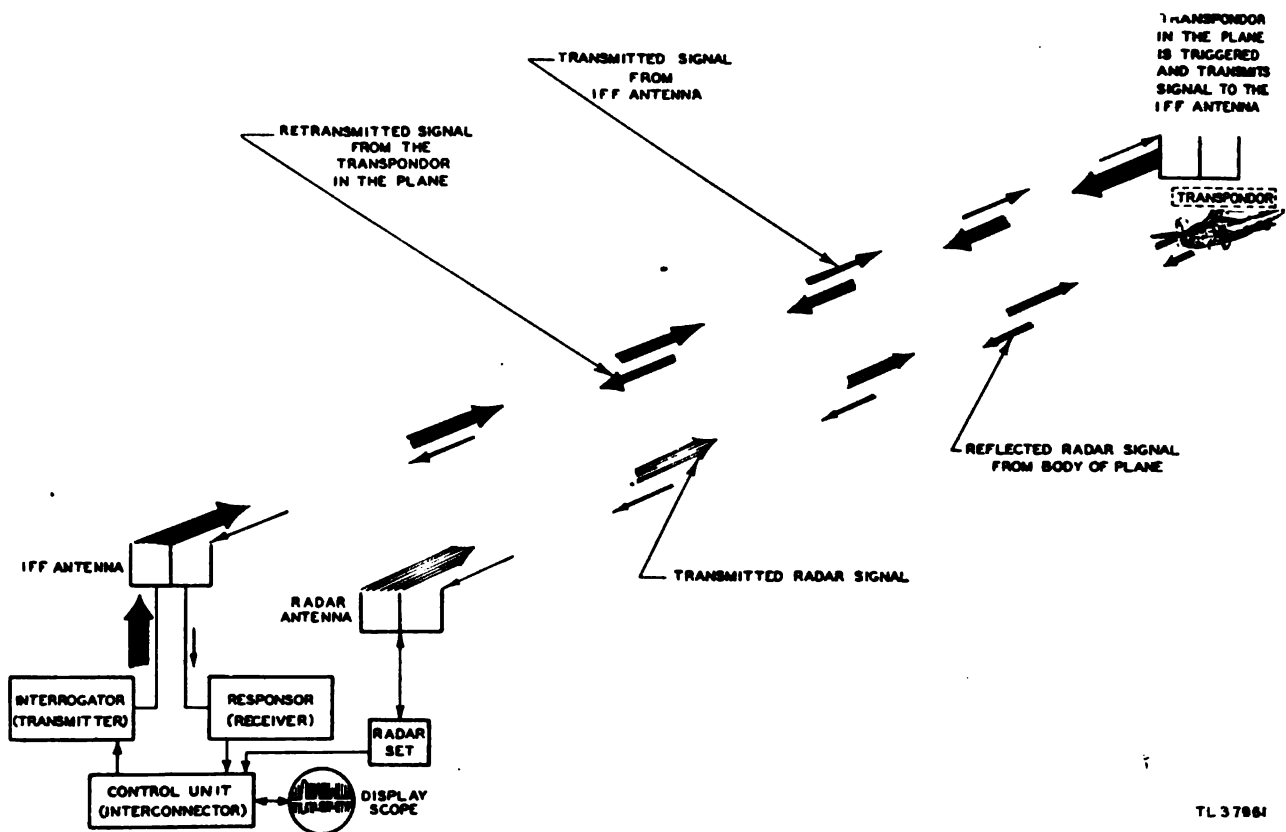 TRANSPONDOR
IN THE PLANE
IS TRIGGERED
AND TRANSMITS
SIGNAL TO THE
IFF ANTENNA
TRANSMITTED SIGNAL
FROM
IFF ANTENNA
RETRANSMITTED SIGNAL
FROM THE
TRANSPONDOR
IN THE PLANE
TRANSPONDOR
REFLECTED RADAR SIGNAL
FROM BODY OF PLANE
TRANSMITTED RADAR SIGNAL
IFF ANTENNA
RADAR
ANTENNA
INTERROGATOR
(TRANSMITTER)
RESPONSOR
(RECEIVER)
RADAR
SET
CONTROL UNIT
(INTERCONNECTOR)
DISPLAY
SCOPE